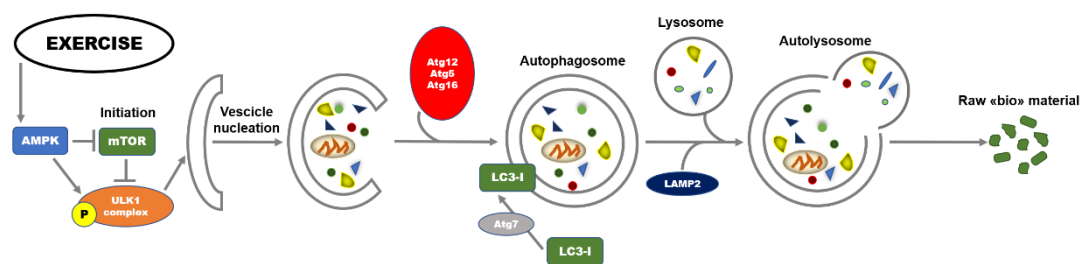 EXERCISE
AMPK
Initiation
mTOR
P
ULK1
complex
Vescicle
nucleation
Atg12
Atg5
Atg16
Autophagosome
LC3-I
Atg7
LC3-I
Lysosome
LAMP2
Autolysosome
Raw «bio» material